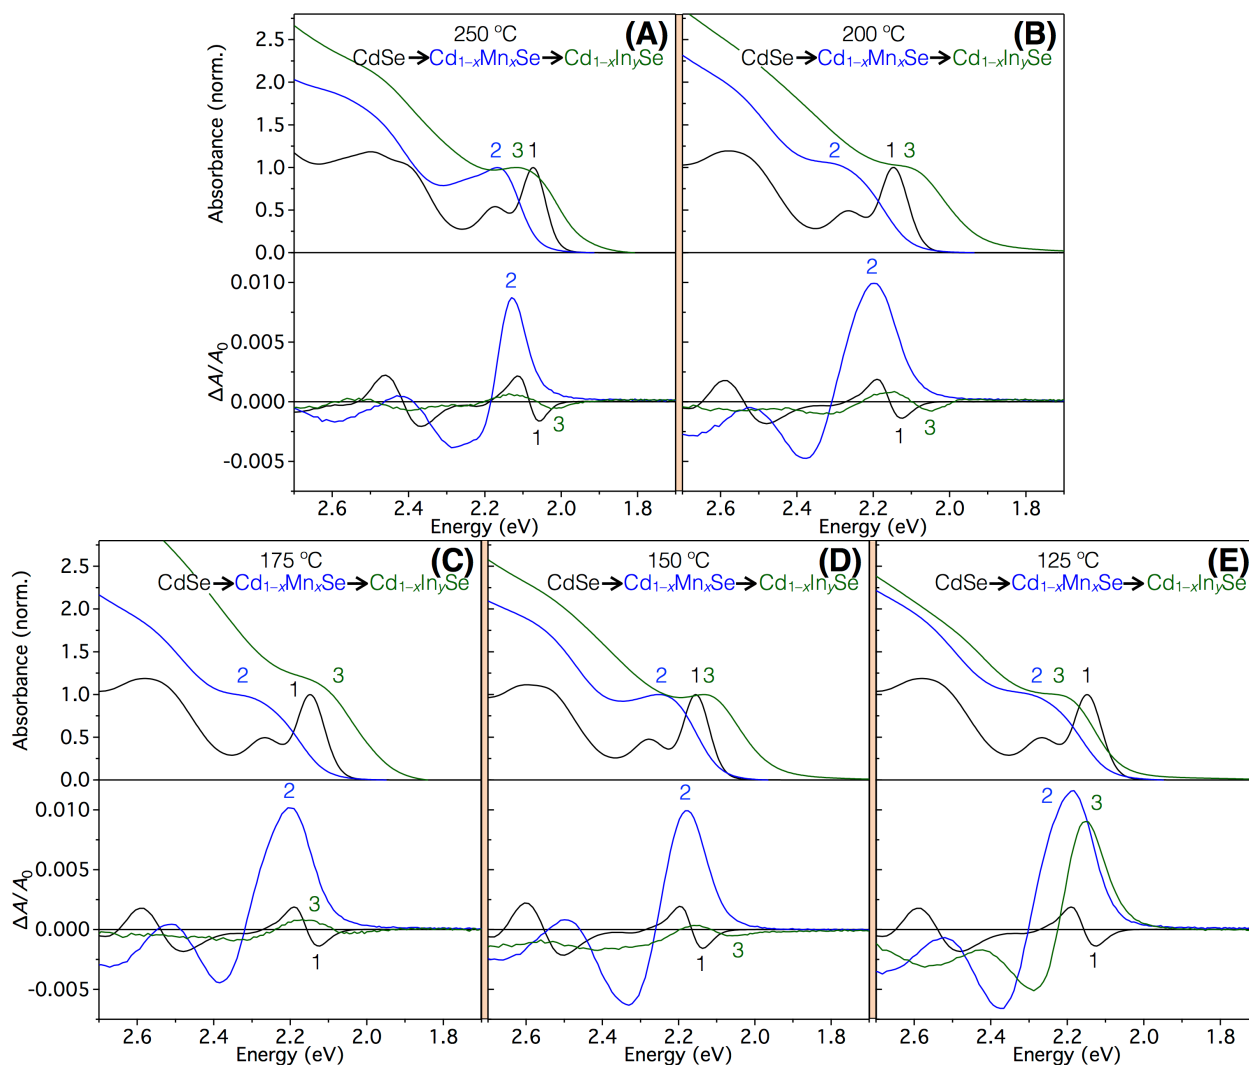 250 °C (A)
CdSe→Cd1−xMnxSe→Cd1−xInySe
Absorbance (norm.)
2.5
2.0
1.5
1.0
0.5
0.0
2 3 1
ΔA/A0
0.010
0.005
0.000
-0.005
2
1
3
2.6 2.4 2.2 2.0 1.8
Energy (eV)
200 °C (B)
CdSe→Cd1−xMnxSe→Cd1−xInySe
2 1 3
2
1
3
2.6 2.4 2.2 2.0 1.8
Energy (eV)
175 °C (C)
CdSe→Cd1−xMnxSe→Cd1−xInySe
Absorbance (norm.)
2.5
2.0
1.5
1.0
0.5
0.0
2 1 3
ΔA/A0
0.010
0.005
0.000
-0.005
2
3
1
2.6 2.4 2.2 2.0 1.8
Energy (eV)
150 °C (D)
CdSe→Cd1−xMnxSe→Cd1−xInySe
2 1 3
2
1
3
2.6 2.4 2.2 2.0 1.8
Energy (eV)
125 °C (E)
CdSe→Cd1−xMnxSe→Cd1−xInySe
2 3 1
2 3
1
2.6 2.4 2.2 2.0 1.8
Energy (eV)